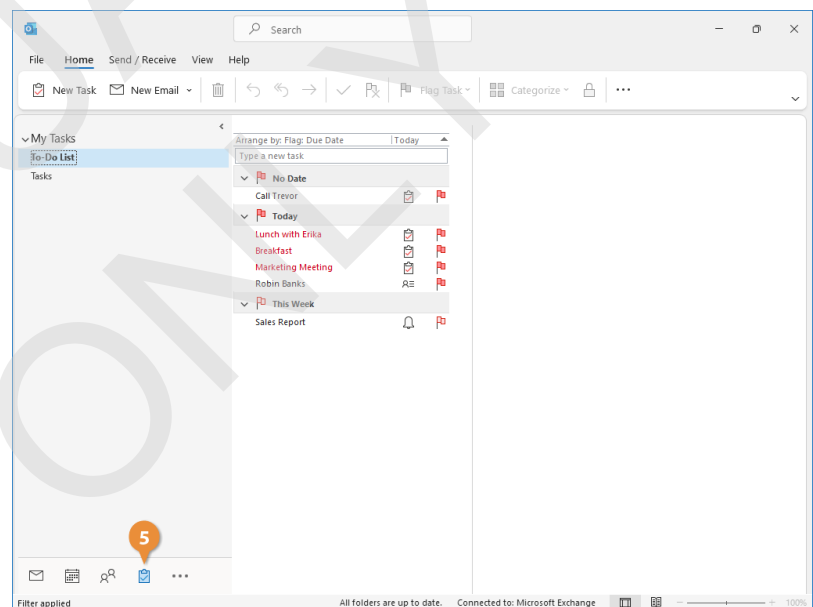 Search
File Home Send / Receive View Help
New Task New Email Flag Task Categorize ...
My Tasks
To-Do List
Tasks
Arrange by: Flag: Due Date Today
Type a new task
No Date
Call Trevor
Today
Lunch with Erika
Breakfast
Marketing Meeting
Robin Banks
This Week
Sales Report
5
Filter applied All folders are up to date. Connected to: Microsoft Exchange 100%
ONLY